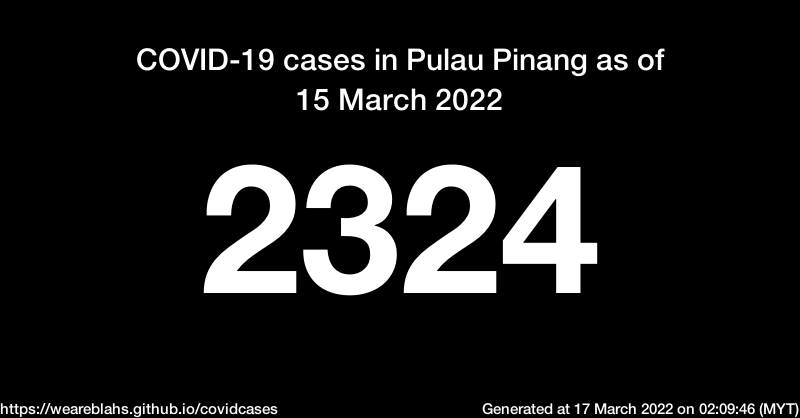 COVID-19 cases in Pulau Pinang as of
15 March 2022
2324
https://weareblahs.github.io/covidcases
Generated at 17 March 2022 on 02:09:46 (MYT)